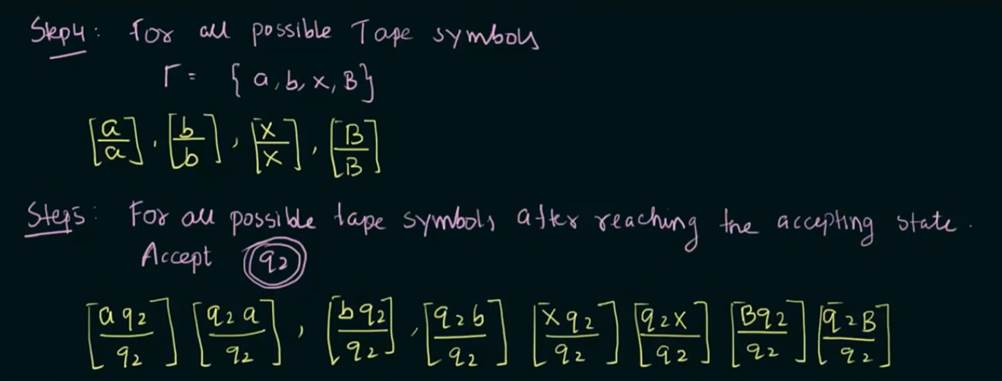 Step4: for all possible Tape symbols
Γ = { a, b, x, B}
[a/a], [b/b], [x/x], [B/B]
Step5: For all possible tape symbols after reaching the accepting state.
Accept q2
[aq2/q2] [q2a/q2], [bq2/q2], [q2b/q2] [xq2/q2] [q2x/q2] [Bq2/q2] [q2B/q2]